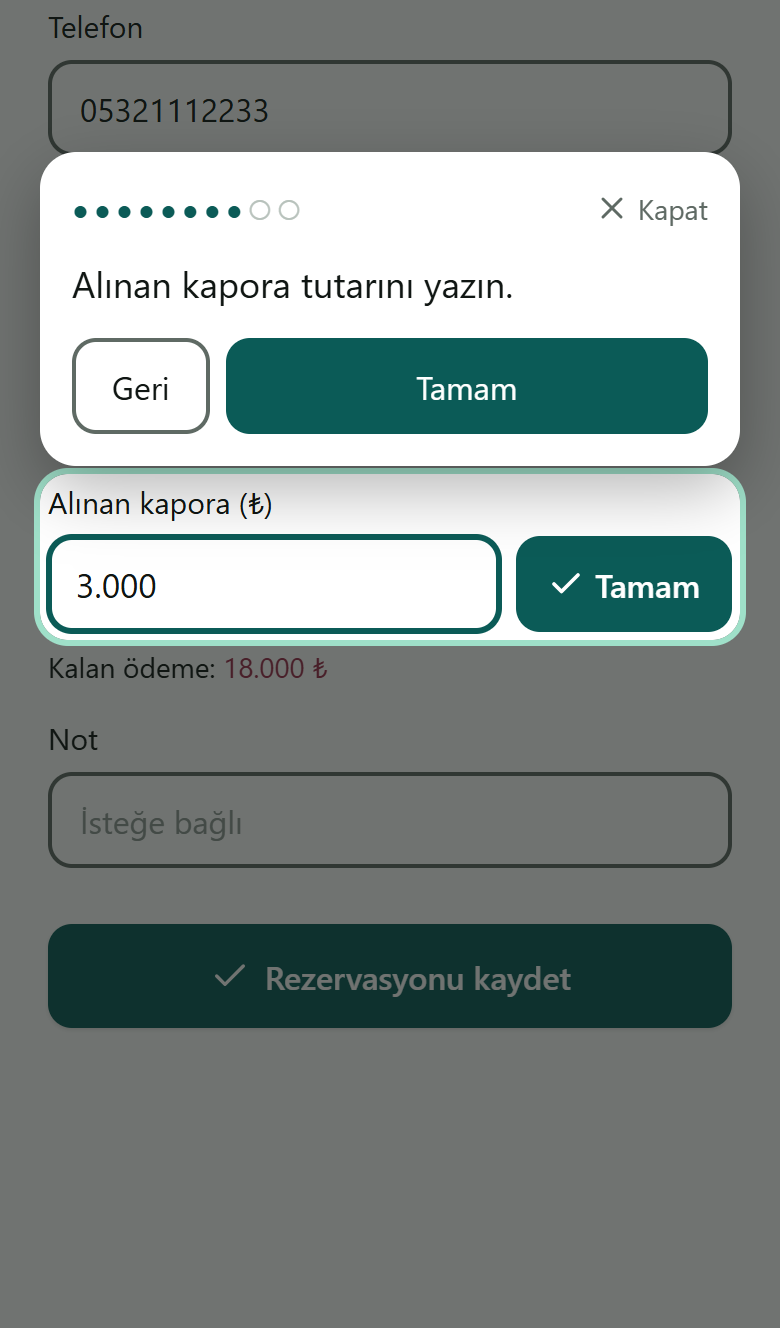 Telefon
05321112233
Kapat
Alınan kapora tutarını yazın.
Geri
Tamam
Alınan kapora (₺)
3.000
Tamam
Kalan ödeme: 18.000 ₺
Not
İsteğe bağlı
Rezervasyonu kaydet